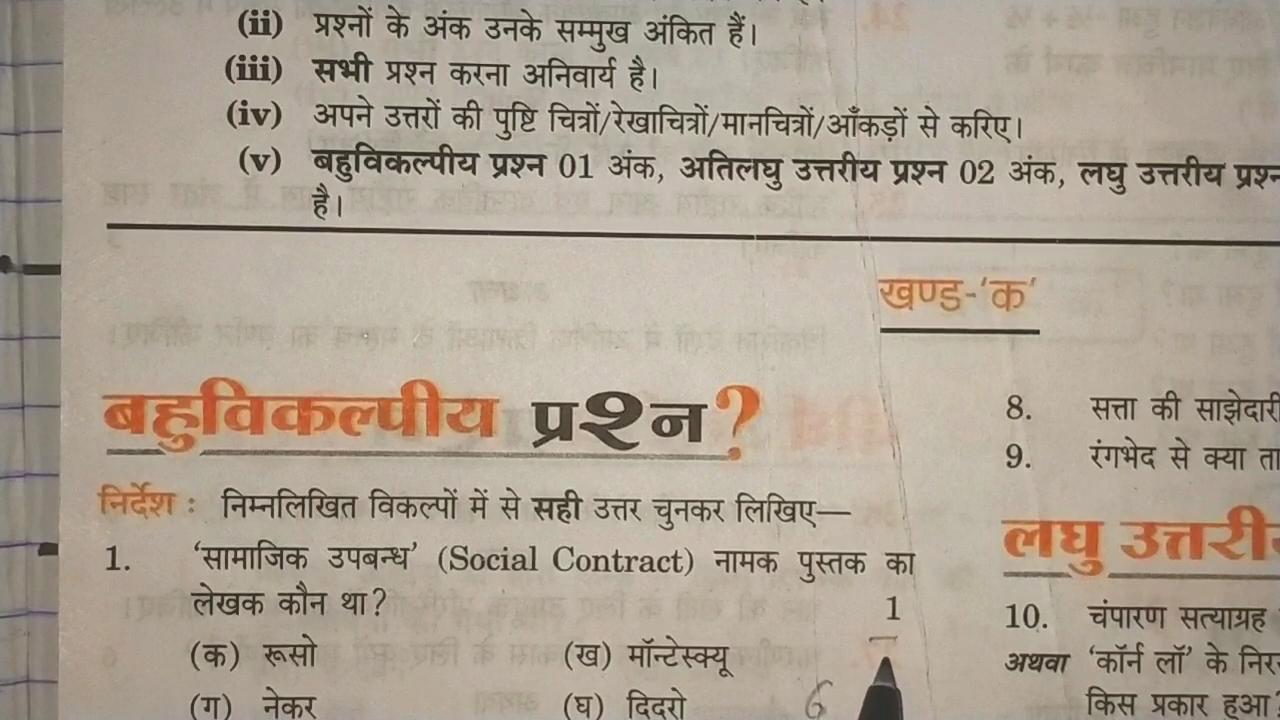 (ii) प्रश्नों के अंक उनके सम्मुख अंकित हैं।
(iii) सभी प्रश्न करना अनिवार्य है।
(iv) अपने उत्तरों की पुष्टि चित्रों/रेखाचित्रों/मानचित्रों/आँकड़ों से करिए।
(v) बहुविकल्पीय प्रश्न 01 अंक, अतिलघु उत्तरीय प्रश्न 02 अंक, लघु उत्तरीय प्रश्न
है।
खण्ड-'क'
बहुविकल्पीय प्रश्न?
निर्देश : निम्नलिखित विकल्पों में से सही उत्तर चुनकर लिखिए—
1. 'सामाजिक उपबन्ध' (Social Contract) नामक पुस्तक का
लेखक कौन था? 1
(क) रूसो (ख) मॉन्टेस्क्यू
(ग) नेकर (घ) दिदरो 6
8. सत्ता की साझेदारी
9. रंगभेद से क्या
लघु उत्तरी
10. चंपारण सत्याग्रह
अथवा 'कॉर्न लॉ' के
किस प्रकार हुआ?